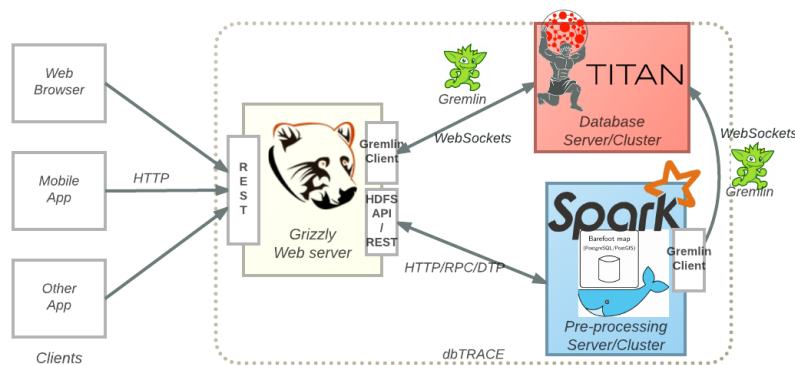 Web
Browser
Mobile
App
Other
App
Clients
HTTP
R
E
S
T
Grizzly
Web server
Gremlin
Client
HDFS
API
/
REST
Gremlin
WebSockets
HTTP/RPC/DTP
TITAN
Database
Server/Cluster
WebSockets
Gremlin
Spark
Barefoot map
(PostgreSQL/PostGIS)
Gremlin
Client
Pre-processing
Server/Cluster
dbTRACE